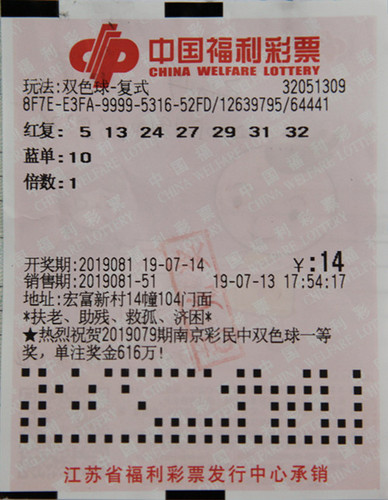 中国福利彩票
CHINA WELFARE LOTTERY
玩法:双色球-复式 32051309
8F7E-E3FA-9999-5316-52FD/12639795/64441
红复: 5 13 24 27 29 31 32
蓝单:10
倍数:1
开奖期:2019081 19-07-14 ￥:14
销售期:2019081-51 19-07-13 17:54:17
地址:宏富新村14幢104门面
*扶老、助残、救孤、济困*
★热烈祝贺2019079期南京彩民中双色球一等
奖，单注奖金616万!
江苏省福利彩票发行中心承销